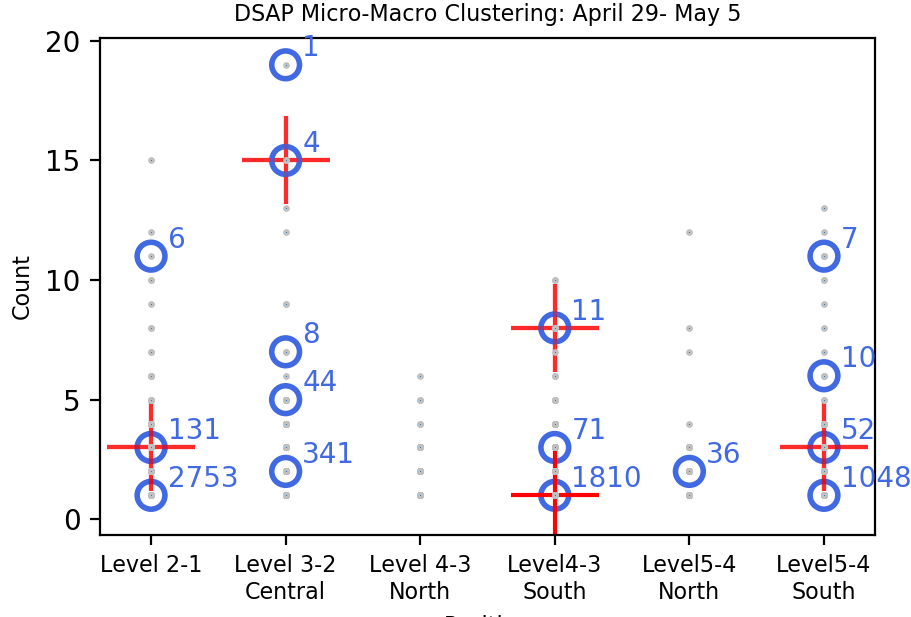 DSAP Micro-Macro Clustering: April 29- May 5
20
15
10
5
0
Count
1
4
6
7
8
11
10
44
131
71
52
341
36
2753
1810
1048
Level 2-1
Level 3-2
Central
Level 4-3
North
Level4-3
South
Level5-4
North
Level5-4
South